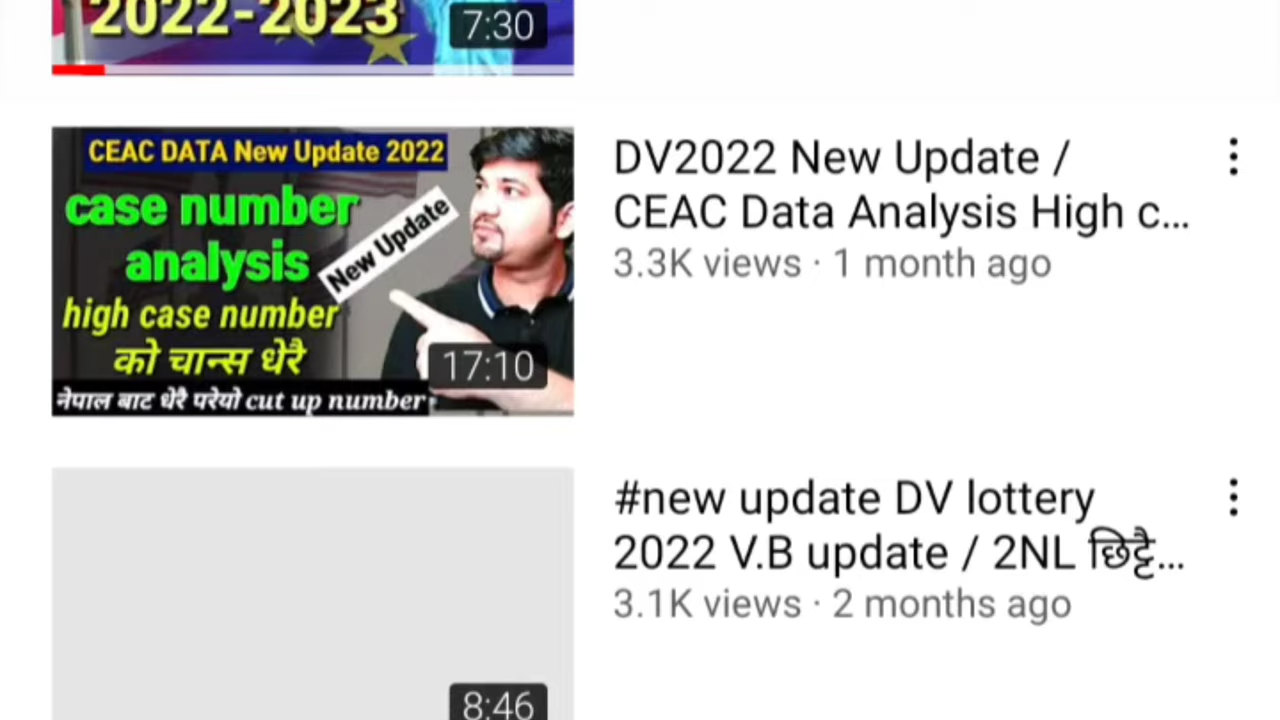 2022-2023
7:30
CEAC DATA New Update 2022
case number
analysis
New Update
high case number
को चान्स धेरै
17:10
नेपाल बाट धेरै परेयो cut up number
DV2022 New Update /
CEAC Data Analysis High c...
3.3K views · 1 month ago
#new update DV lottery
2022 V.B update / 2NL छिट्टै...
3.1K views · 2 months ago
8:46